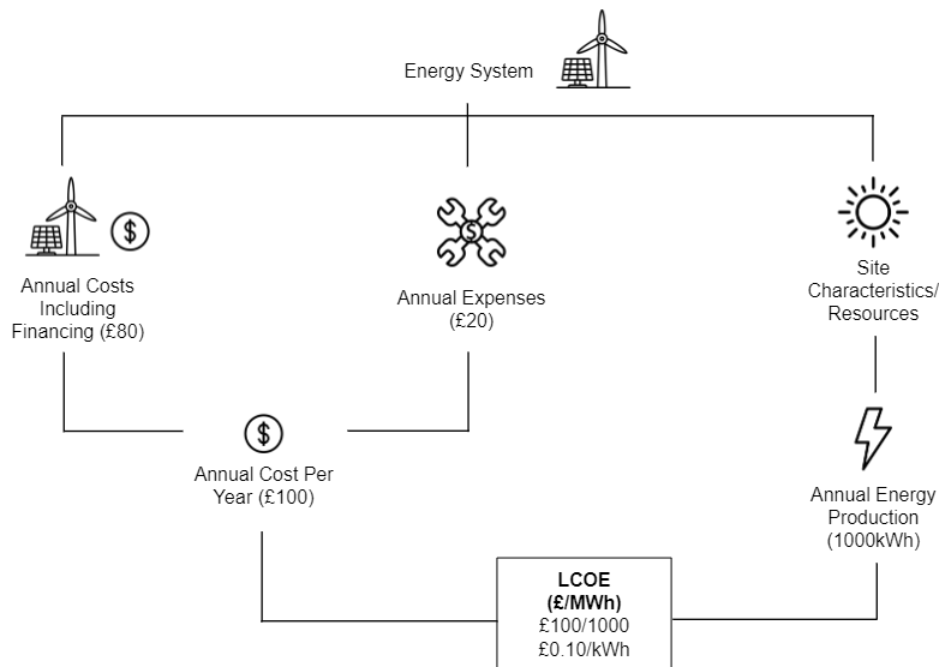 Energy System
$
Annual Costs
Including
Financing (£80)
$
Annual Expenses
(£20)
Site
Characteristics/
Resources
$
Annual Cost Per
Year (£100)
Annual Energy
Production
(1000kWh)
LCOE
(£/MWh)
£100/1000
£0.10/kWh